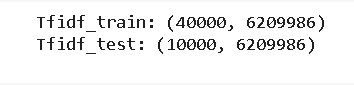 Tfidf_train: (40000, 6209986)
Tfidf_test: (10000, 6209986)